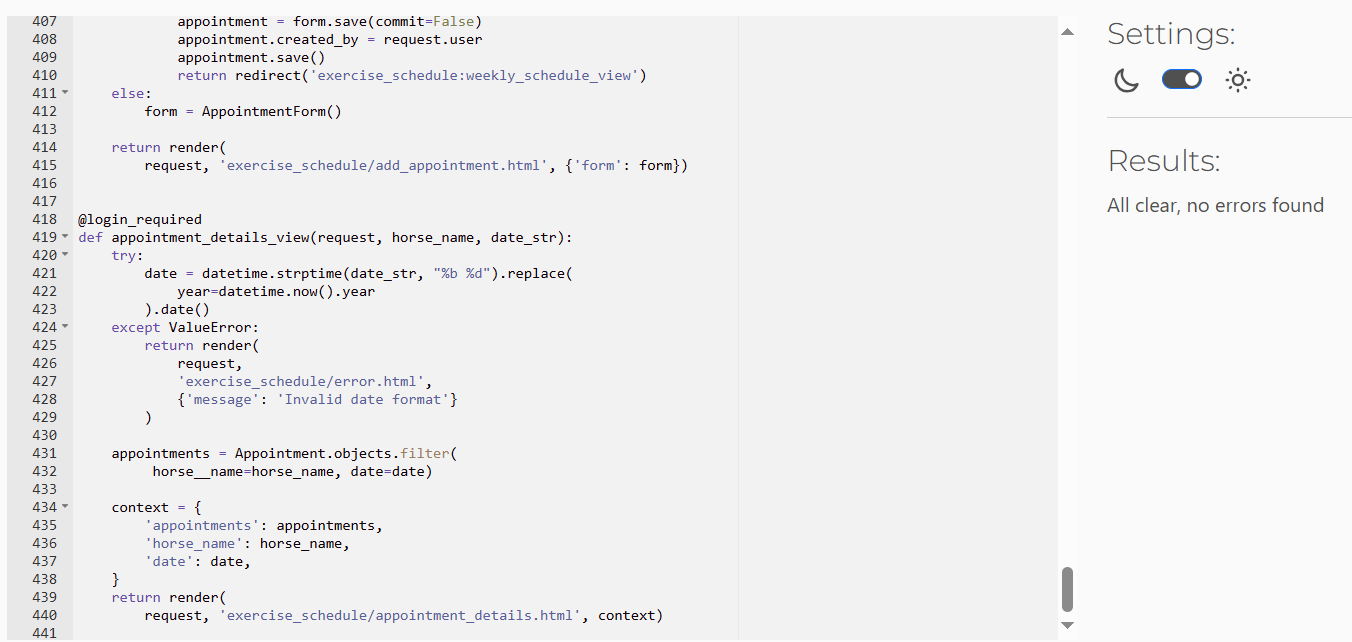 407             appointment = form.save(commit=False)
408             appointment.created_by = request.user
409             appointment.save()
410             return redirect('exercise_schedule:weekly_schedule_view')
411     else:
412         form = AppointmentForm()
413
414     return render(
415         request, 'exercise_schedule/add_appointment.html', {'form': form})
416
417
418 @login_required
419 def appointment_details_view(request, horse_name, date_str):
420     try:
421         date = datetime.strptime(date_str, "%b %d").replace(
422             year=datetime.now().year
423         ).date()
424     except ValueError:
425         return render(
426             request,
427             'exercise_schedule/error.html',
428             {'message': 'Invalid date format'}
429         )
430
431     appointments = Appointment.objects.filter(
432          horse__name=horse_name, date=date)
433
434     context = {
435         'appointments': appointments,
436         'horse_name': horse_name,
437         'date': date,
438     }
439     return render(
440         request, 'exercise_schedule/appointment_details.html', context)
441
Settings:
Results:
All clear, no errors found